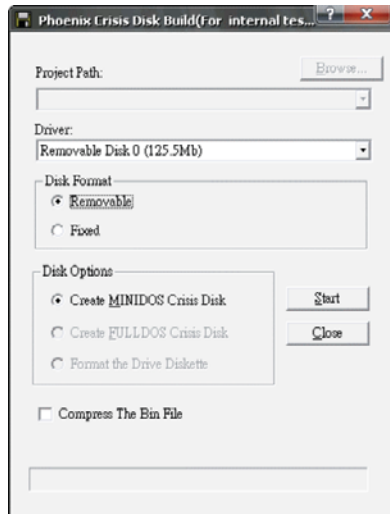 Phoenix Crisis Disk Build(For internal tes...
Project Path:
Browse...
Driver:
Removable Disk 0 (125.5Mb)
Disk Format
Removable
Fixed
Disk Options
Create MINIDOS Crisis Disk
Start
Create FULLDOS Crisis Disk
Close
Format the Drive Diskette
Compress The Bin File